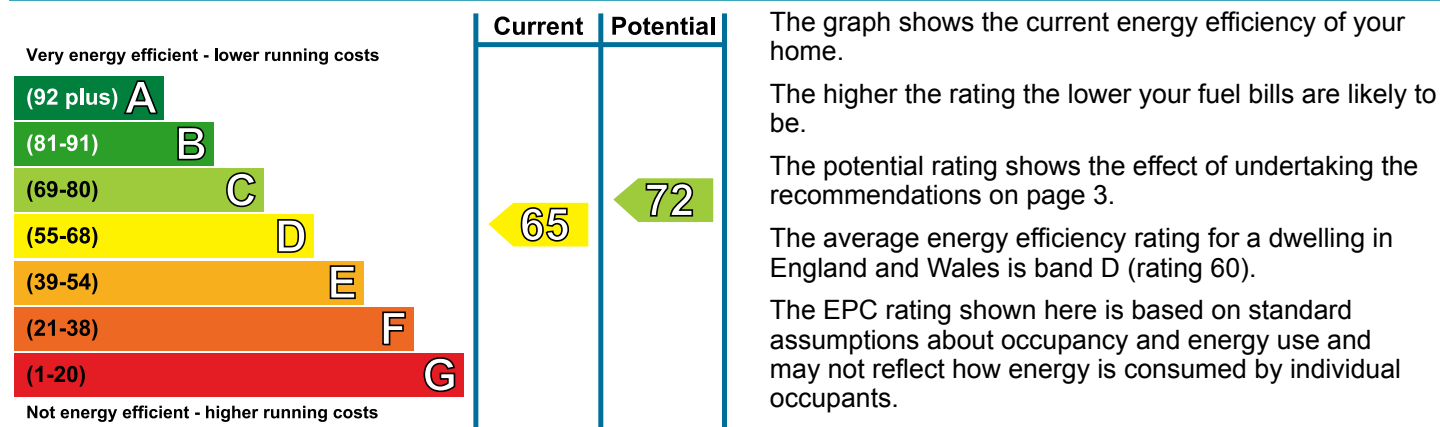 Current Potential
Very energy efficient - lower running costs
(92 plus) A
(81-91) B
(69-80) C
(55-68) D
(39-54) E
(21-38) F
(1-20) G
Not energy efficient - higher running costs
65
72
The graph shows the current energy efficiency of your
home.
The higher the rating the lower your fuel bills are likely to
be.
The potential rating shows the effect of undertaking the
recommendations on page 3.
The average energy efficiency rating for a dwelling in
England and Wales is band D (rating 60).
The EPC rating shown here is based on standard
assumptions about occupancy and energy use and
may not reflect how energy is consumed by individual
occupants.